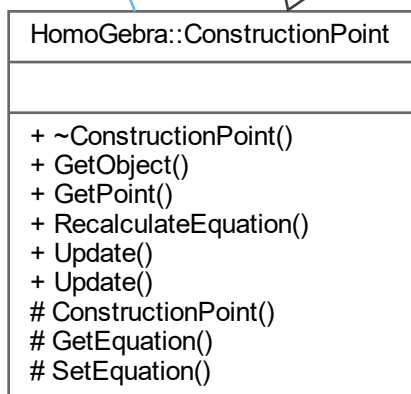 HomoGebra::ConstructionPoint
+ ~ConstructionPoint()
+ GetObject()
+ GetPoint()
+ RecalculateEquation()
+ Update()
+ Update()
# ConstructionPoint()
# GetEquation()
# SetEquation()